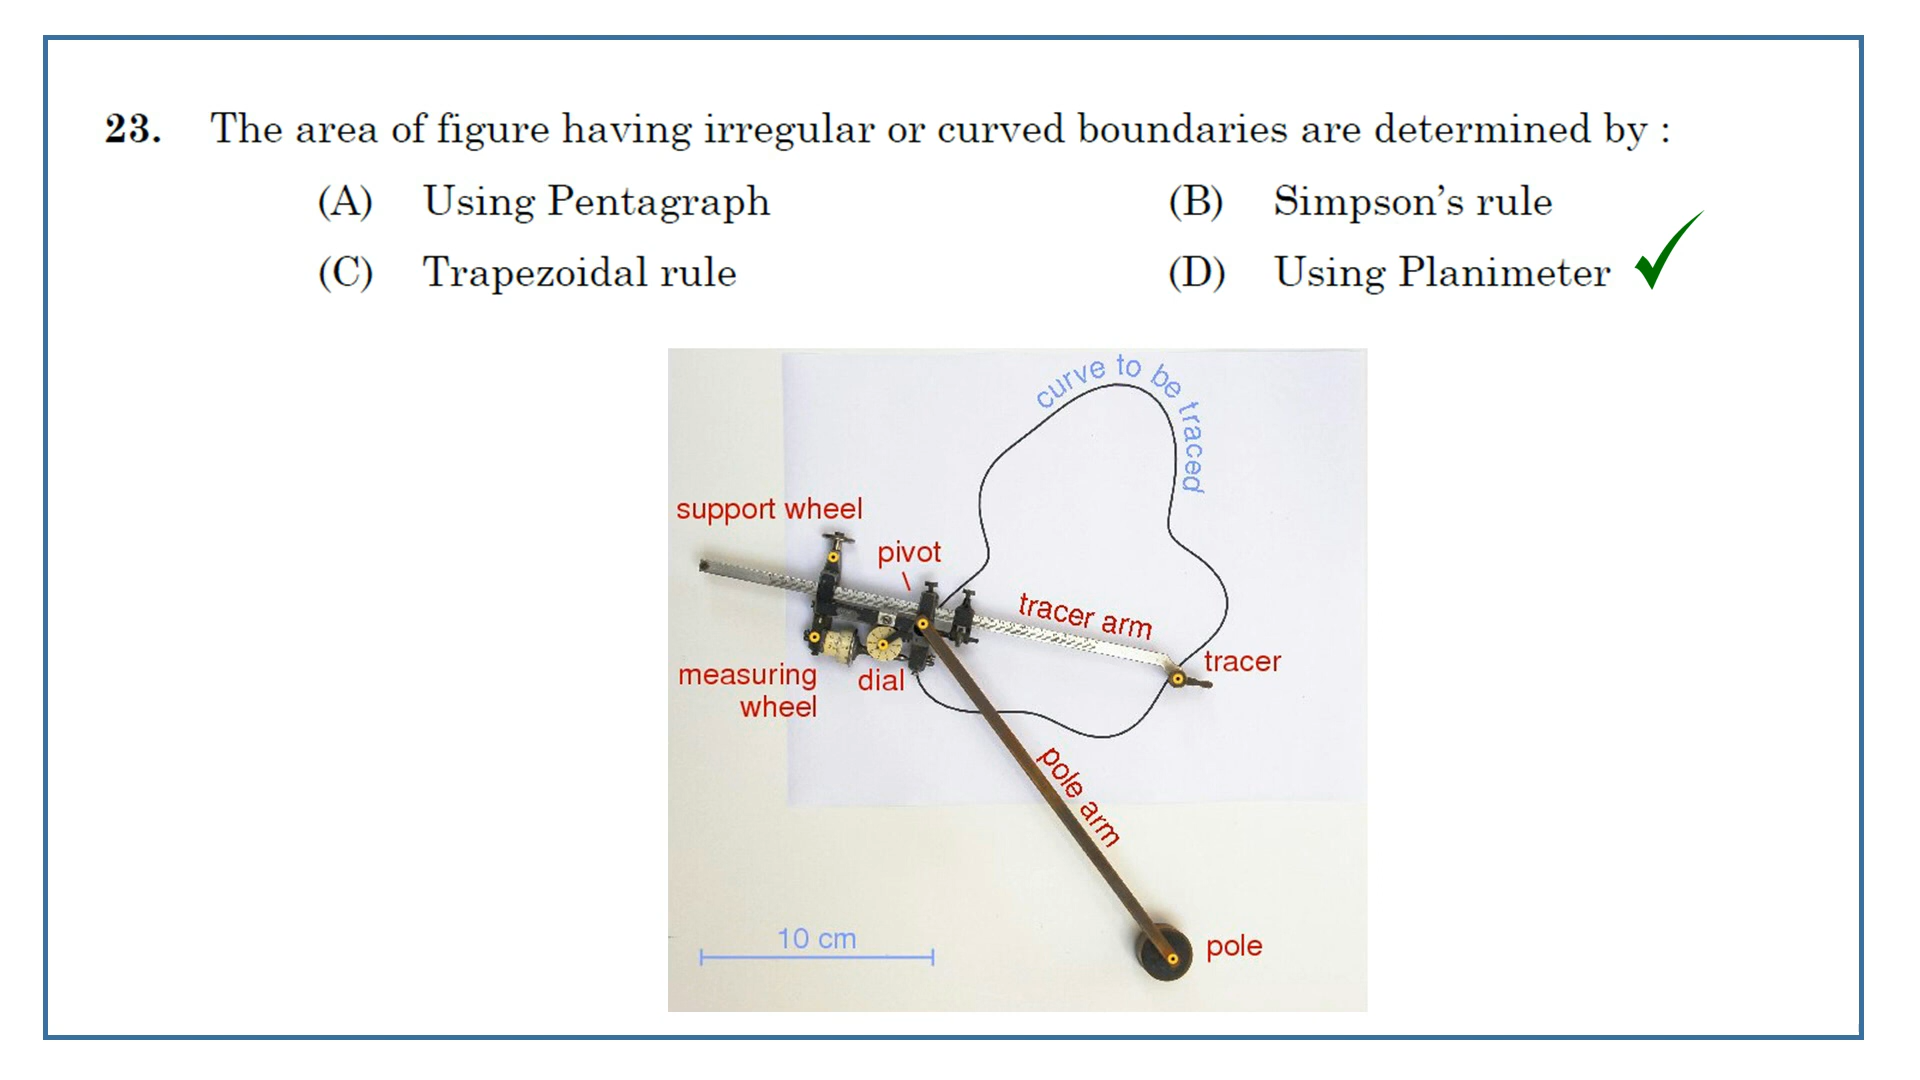 23. The area of figure having irregular or curved boundaries are determined by :
(A) Using Pentagraph (B) Simpson's rule
(C) Trapezoidal rule (D) Using Planimeter
curve to be traced
support wheel
pivot
tracer arm
tracer
measuring
wheel
dial
pole arm
10 cm
pole